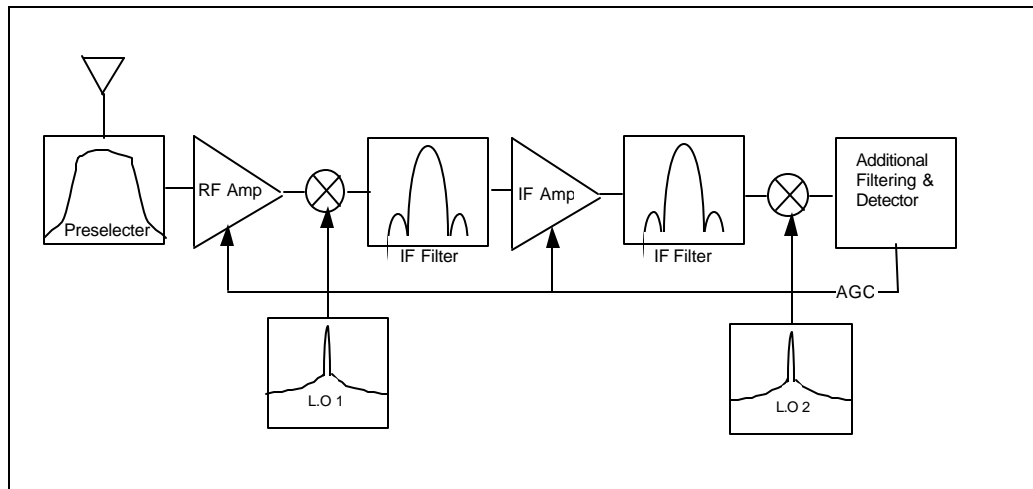 Preselecter
RF Amp
IF Filter
IF Amp
IF Filter
Additional
Filtering &
Detector
AGC
L.O 1
L.O 2